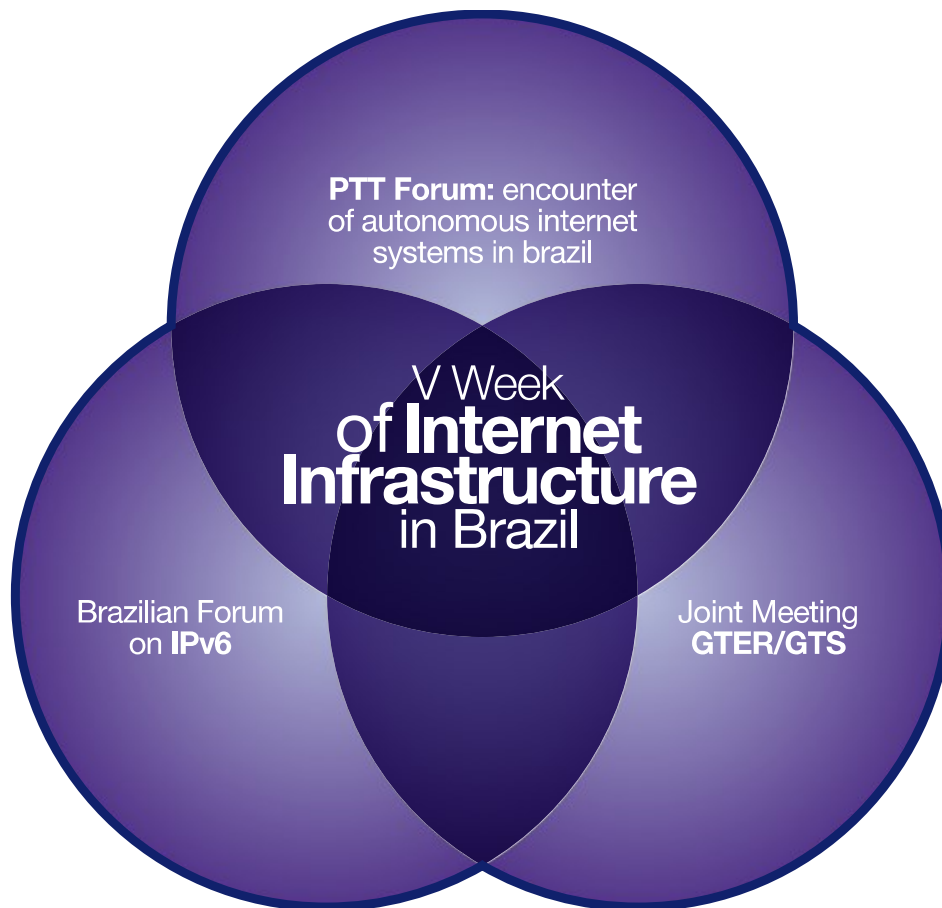 PTT Forum: encounter
of autonomous internet
systems in brazil
V Week
of Internet
Infrastructure
in Brazil
Brazilian Forum
on IPv6
Joint Meeting
GTER/GTS